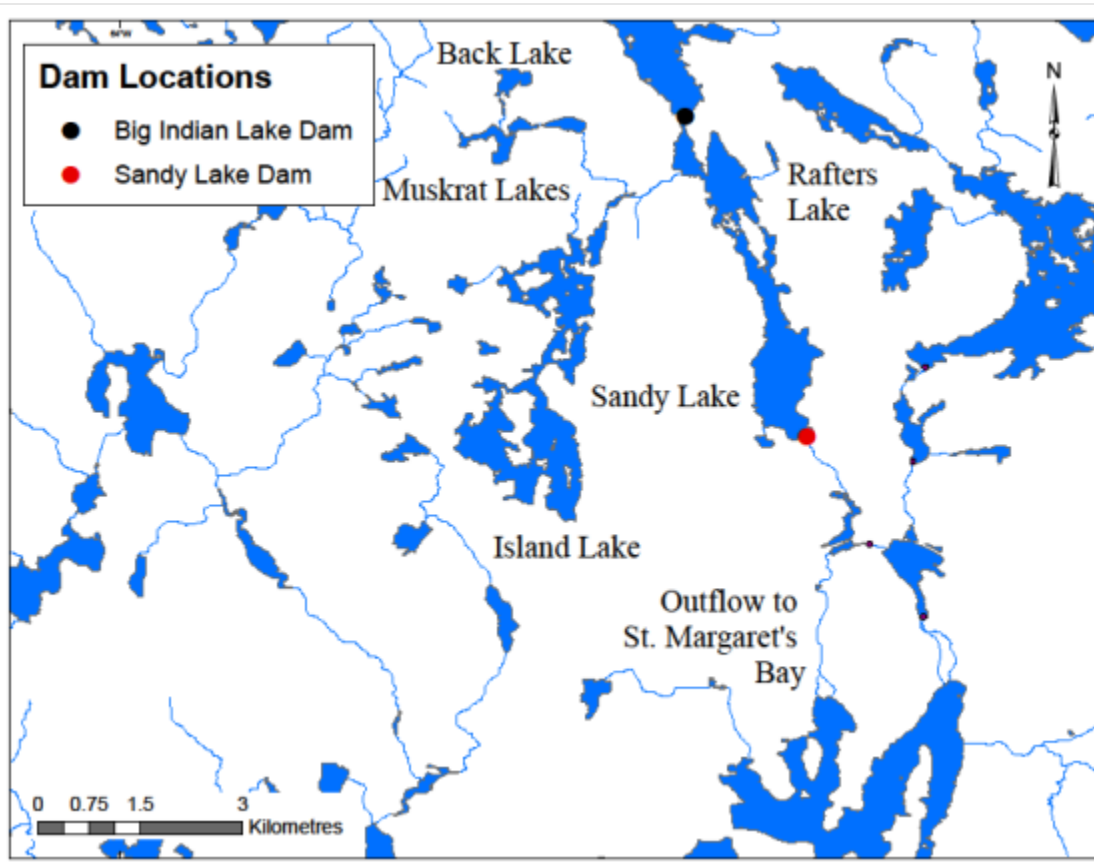 64°W
Dam Locations
Big Indian Lake Dam
Sandy Lake Dam
Back Lake
N
Muskrat Lakes
Rafters
Lake
Sandy Lake
Island Lake
Outflow to
St. Margaret's
Bay
0 0.75 1.5 3
Kilometres